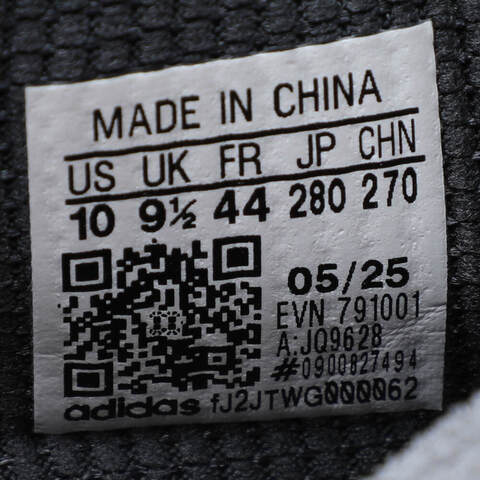 MADE IN CHINA
US UK FR JP CHN
10 9½ 44 280 270
05/25
EVN 791001
A:JQ9628
#0900827494
adidas fJ2JTWG000062